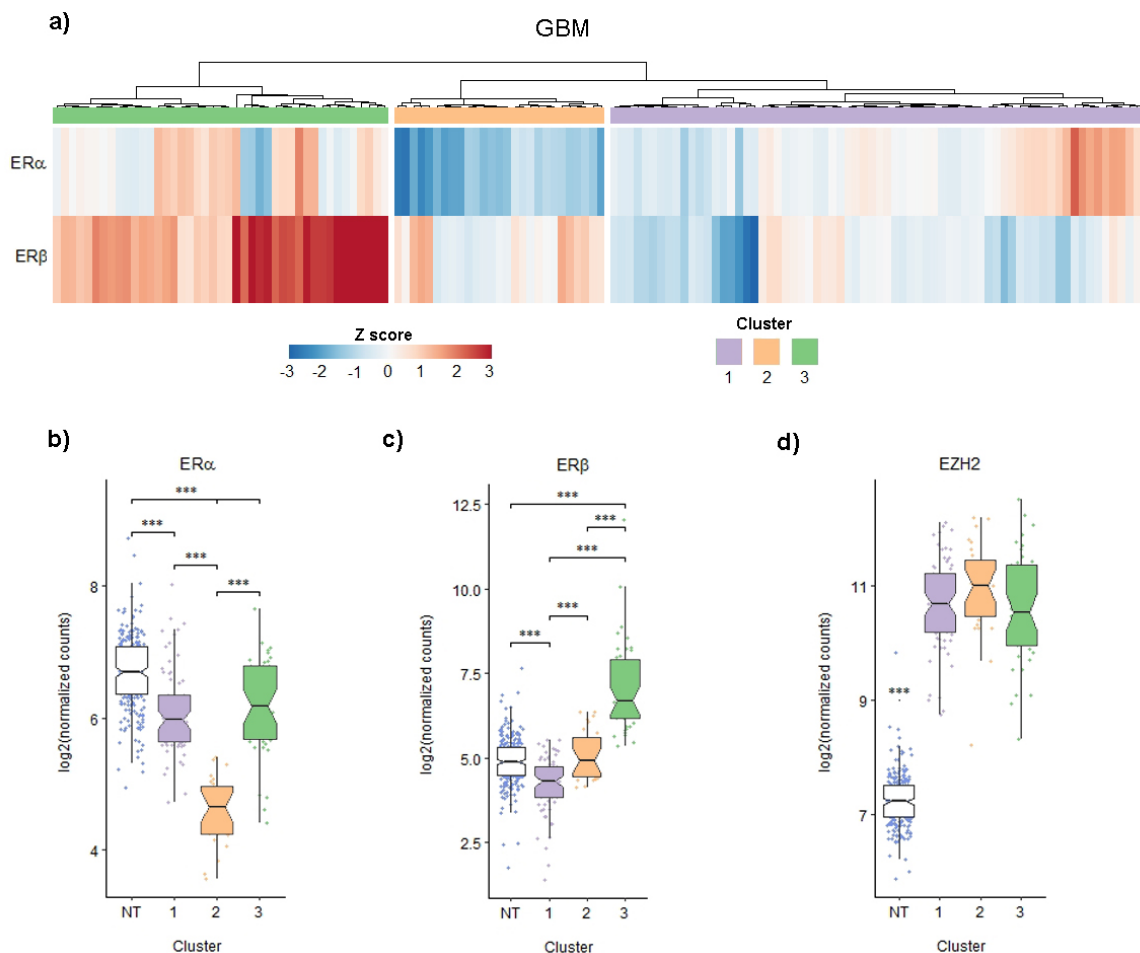 a)
GBM
ERα
ERβ
Z score
-3 -2 -1 0 1 2 3
Cluster
1 2 3
b)
ERα
***
***
***
***
8
6
4
log2(normalized counts)
NT 1 2 3
Cluster
c)
ERβ
***
***
***
***
***
12.5
10.0
7.5
5.0
2.5
log2(normalized counts)
NT 1 2 3
Cluster
d)
EZH2
***
11
9
7
log2(normalized counts)
NT 1 2 3
Cluster